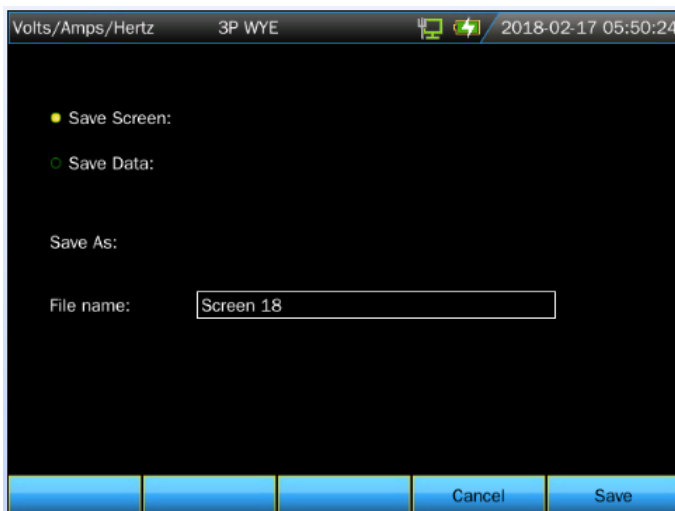 Volts/Amps/Hertz 3P WYE 2018-02-17 05:50:24
Save Screen:
Save Data:
Save As:
File name: Screen 18
Cancel Save